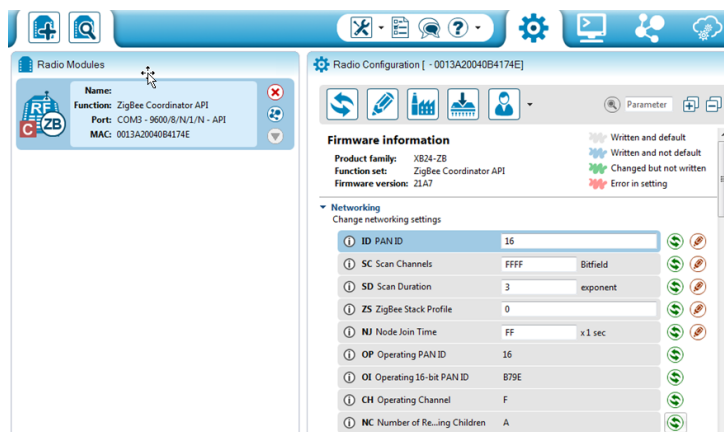 Radio Modules
Name:
Function: ZigBee Coordinator API
Port: COM3 - 9600/8/N/1/N - API
MAC: 0013A20040B4174E
RF
C ZB
Radio Configuration [ - 0013A20040B4174E]
Parameter
Firmware information
Product family: XB24-ZB
Function set: ZigBee Coordinator API
Firmware version: 21A7
Written and default
Written and not default
Changed but not written
Error in setting
Networking
Change networking settings
ID PAN ID 16
SC Scan Channels FFFF Bitfield
SD Scan Duration 3 exponent
ZS ZigBee Stack Profile 0
NJ Node Join Time FF x 1 sec
OP Operating PAN ID 16
OI Operating 16-bit PAN ID B79E
CH Operating Channel F
NC Number of Re...ing Children A